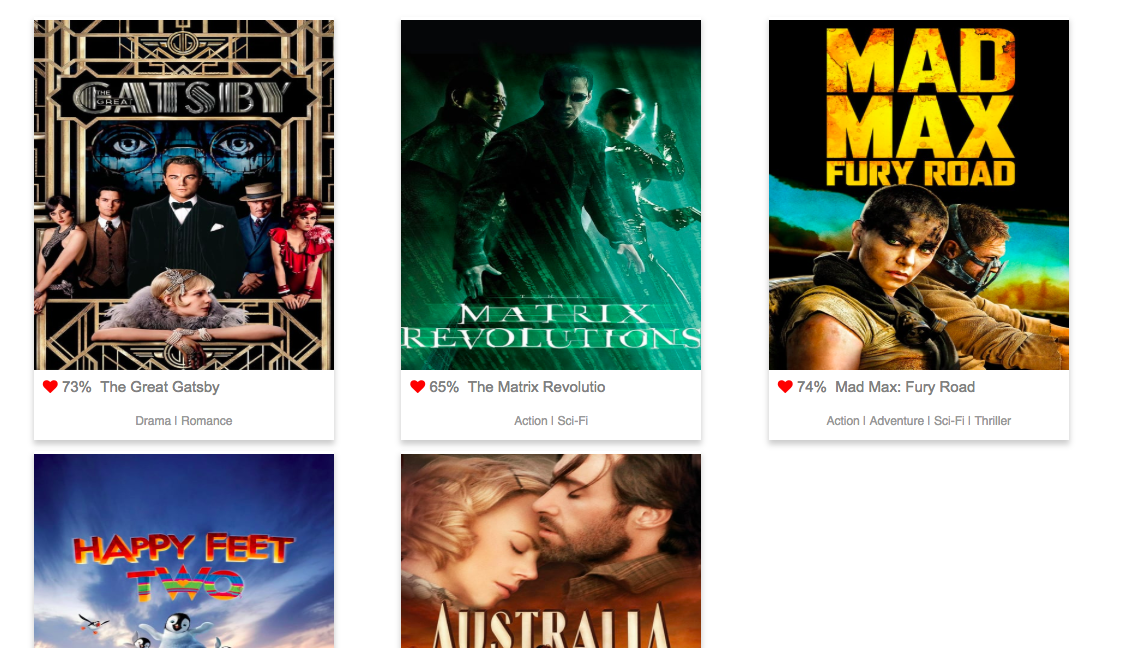 THE
GREAT
GATSBY
THE
MATRIX
REVOLUTIONS
MAD
MAX
FURY ROAD
73% The Great Gatsby
Drama | Romance
65% The Matrix Revolutio
Action | Sci-Fi
74% Mad Max: Fury Road
Action | Adventure | Sci-Fi | Thriller
HAPPY FEET
TWO
AUSTRALIA